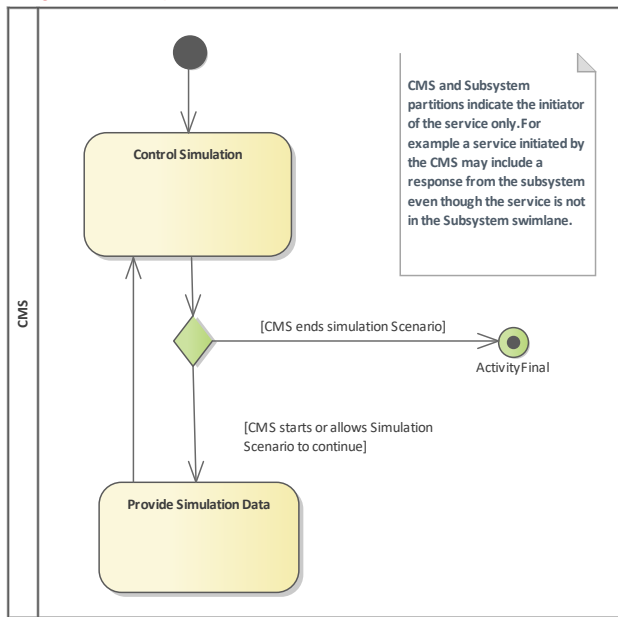 CMS
Control Simulation
CMS and Subsystem
partitions indicate the initiator
of the service only.For
example a service initiated by
the CMS may include a
response from the subsystem
even though the service is not
in the Subsystem swimlane.
[CMS ends simulation Scenario]
ActivityFinal
[CMS starts or allows Simulation
Scenario to continue]
Provide Simulation Data